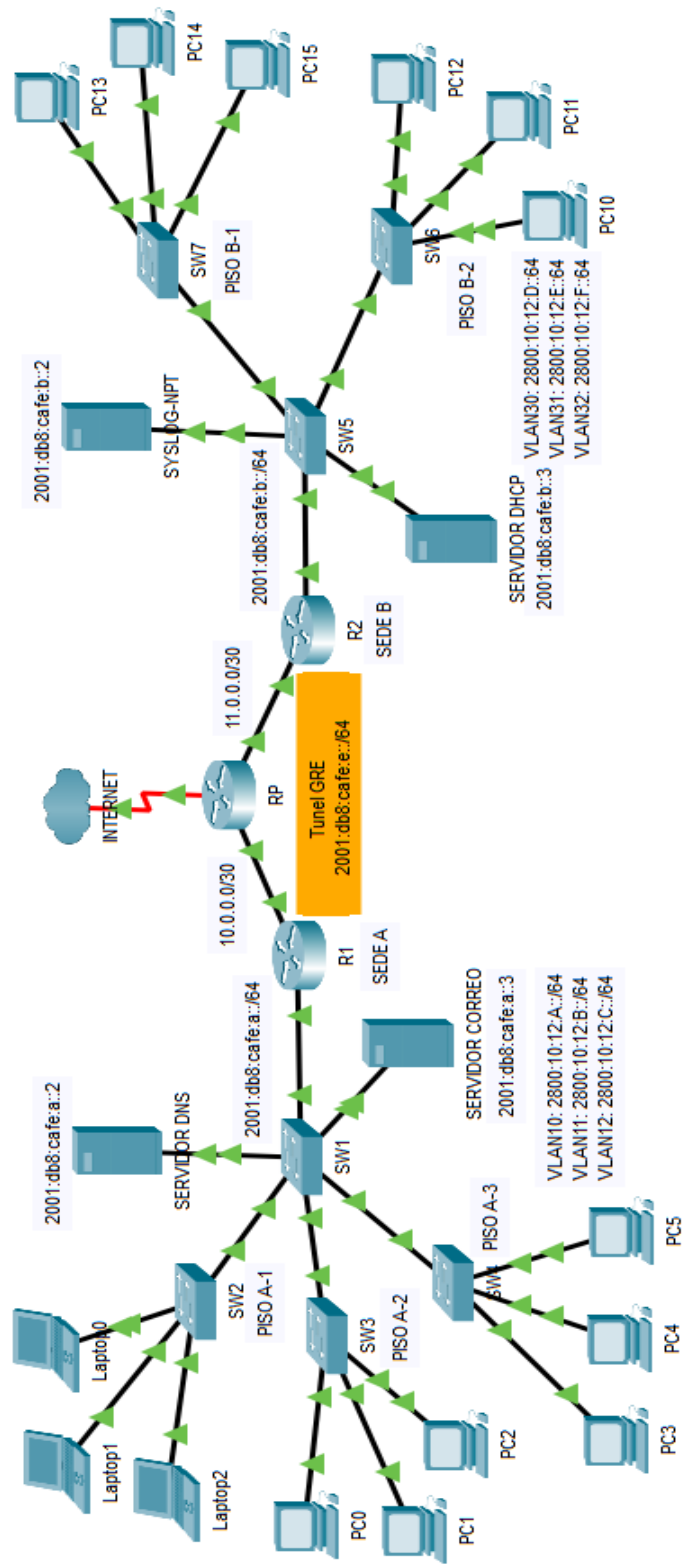 INTERNET
RP
10.0.0.0/30
11.0.0.0/30
Tunel GRE
2001:db8:cafe:e::/64
R1
SEDE A
R2
SEDE B
2001:db8:cafe:a::2
SERVIDOR DNS
2001:db8:cafe:a::/64
SW1
SERVIDOR CORREO
2001:db8:cafe:a::3
VLAN10: 2800:10:12:A::/64
VLAN11: 2800:10:12:B::/64
VLAN12: 2800:10:12:C::/64
Laptop0
Laptop1
Laptop2
SW2
PISO A-1
SW3
PISO A-2
PC0
PC1
PC2
SW4
PISO A-3
PC3
PC4
PC5
2001:db8:cafe:b::2
SYSLOG-NPT
2001:db8:cafe:b::/64
SW5
SERVIDOR DHCP
2001:db8:cafe:b::3
VLAN30: 2800:10:12:D::64
VLAN31: 2800:10:12:E::64
VLAN32: 2800:10:12:F::64
SW7
PISO B-1
PC13
PC14
PC15
SW6
PISO B-2
PC12
PC11
PC10